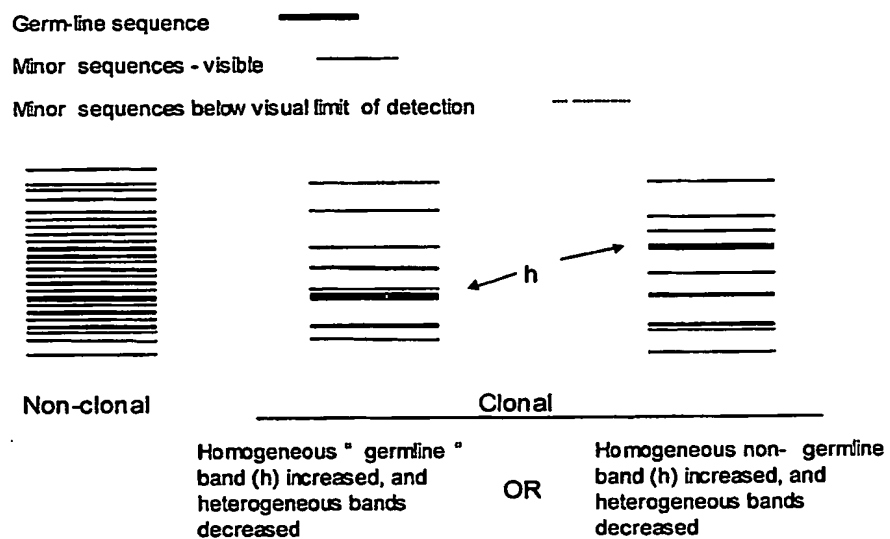 Germ-line sequence
Minor sequences - visible
Minor sequences below visual limit of detection
h
Non-clonal
Clonal
Homogeneous " germline "
band (h) increased, and
heterogeneous bands
decreased
OR
Homogeneous non- germline
band (h) increased, and
heterogeneous bands
decreased